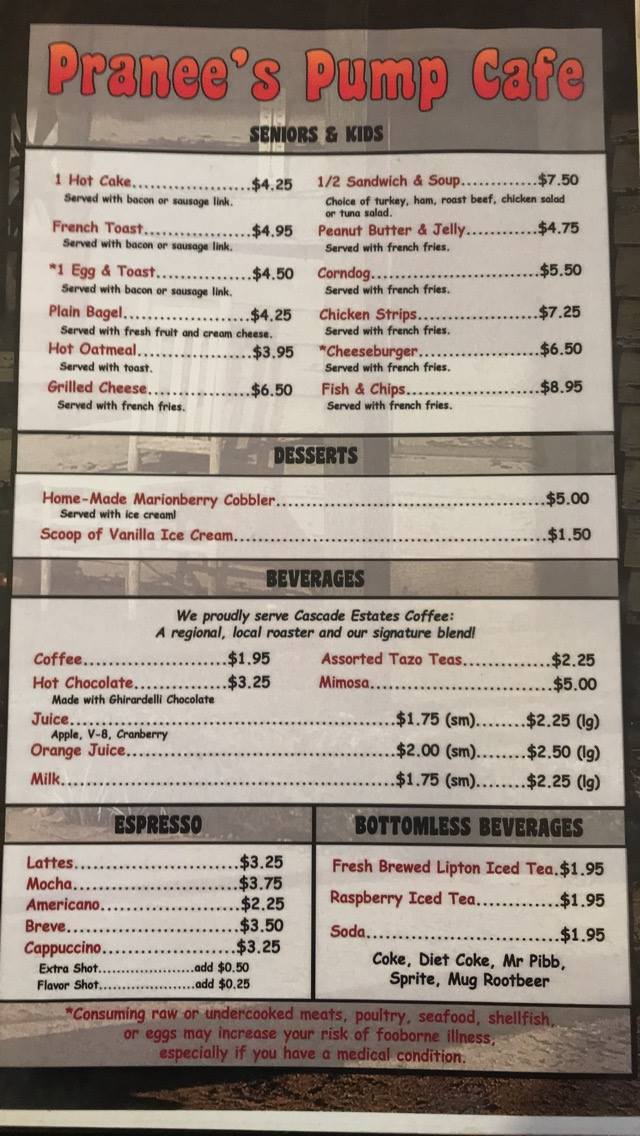 Pranee's Pump Cafe
SENIORS & KIDS
1 Hot Cake....................$4.25
Served with bacon or sausage link.
French Toast..................$4.95
Served with bacon or sausage link.
*1 Egg & Toast................$4.50
Served with bacon or sausage link.
Plain Bagel.....................$4.25
Served with fresh fruit and cream cheese.
Hot Oatmeal...................$3.95
Served with toast.
Grilled Cheese.................$6.50
Served with french fries.
1/2 Sandwich & Soup.............$7.50
Choice of turkey, ham, roast beef, chicken salad
or tuna salad.
Peanut Butter & Jelly............$4.75
Served with french fries.
Corndog............................$5.50
Served with french fries.
Chicken Strips....................$7.25
Served with french fries.
*Cheeseburger....................$6.50
Served with french fries.
Fish & Chips......................$8.95
Served with french fries.
DESSERTS
Home-Made Marionberry Cobbler............................................$5.00
Served with ice cream!
Scoop of Vanilla Ice Cream...................................................$1.50
BEVERAGES
We proudly serve Cascade Estates Coffee:
A regional, local roaster and our signature blend!
Coffee........................$1.95
Hot Chocolate...............$3.25
Made with Ghirardelli Chocolate
Assorted Tazo Teas..............$2.25
Mimosa..............................$5.00
Juice......................................................$1.75 (sm)........$2.25 (lg)
Apple, V-8, Cranberry
Orange Juice.............................................$2.00 (sm).......$2.50 (lg)
Milk........................................................$1.75 (sm)........$2.25 (lg)
ESPRESSO
Lattes...........................$3.25
Mocha...........................$3.75
Americano......................$2.25
Breve............................$3.50
Cappuccino.....................$3.25
Extra Shot......................add $0.50
Flavor Shot......................add $0.25
BOTTOMLESS BEVERAGES
Fresh Brewed Lipton Iced Tea.$1.95
Raspberry Iced Tea.............$1.95
Soda...............................$1.95
Coke, Diet Coke, Mr Pibb,
Sprite, Mug Rootbeer
*Consuming raw or undercooked meats, poultry, seafood, shellfish,
or eggs may increase your risk of fooborne illness,
especially if you have a medical condition.